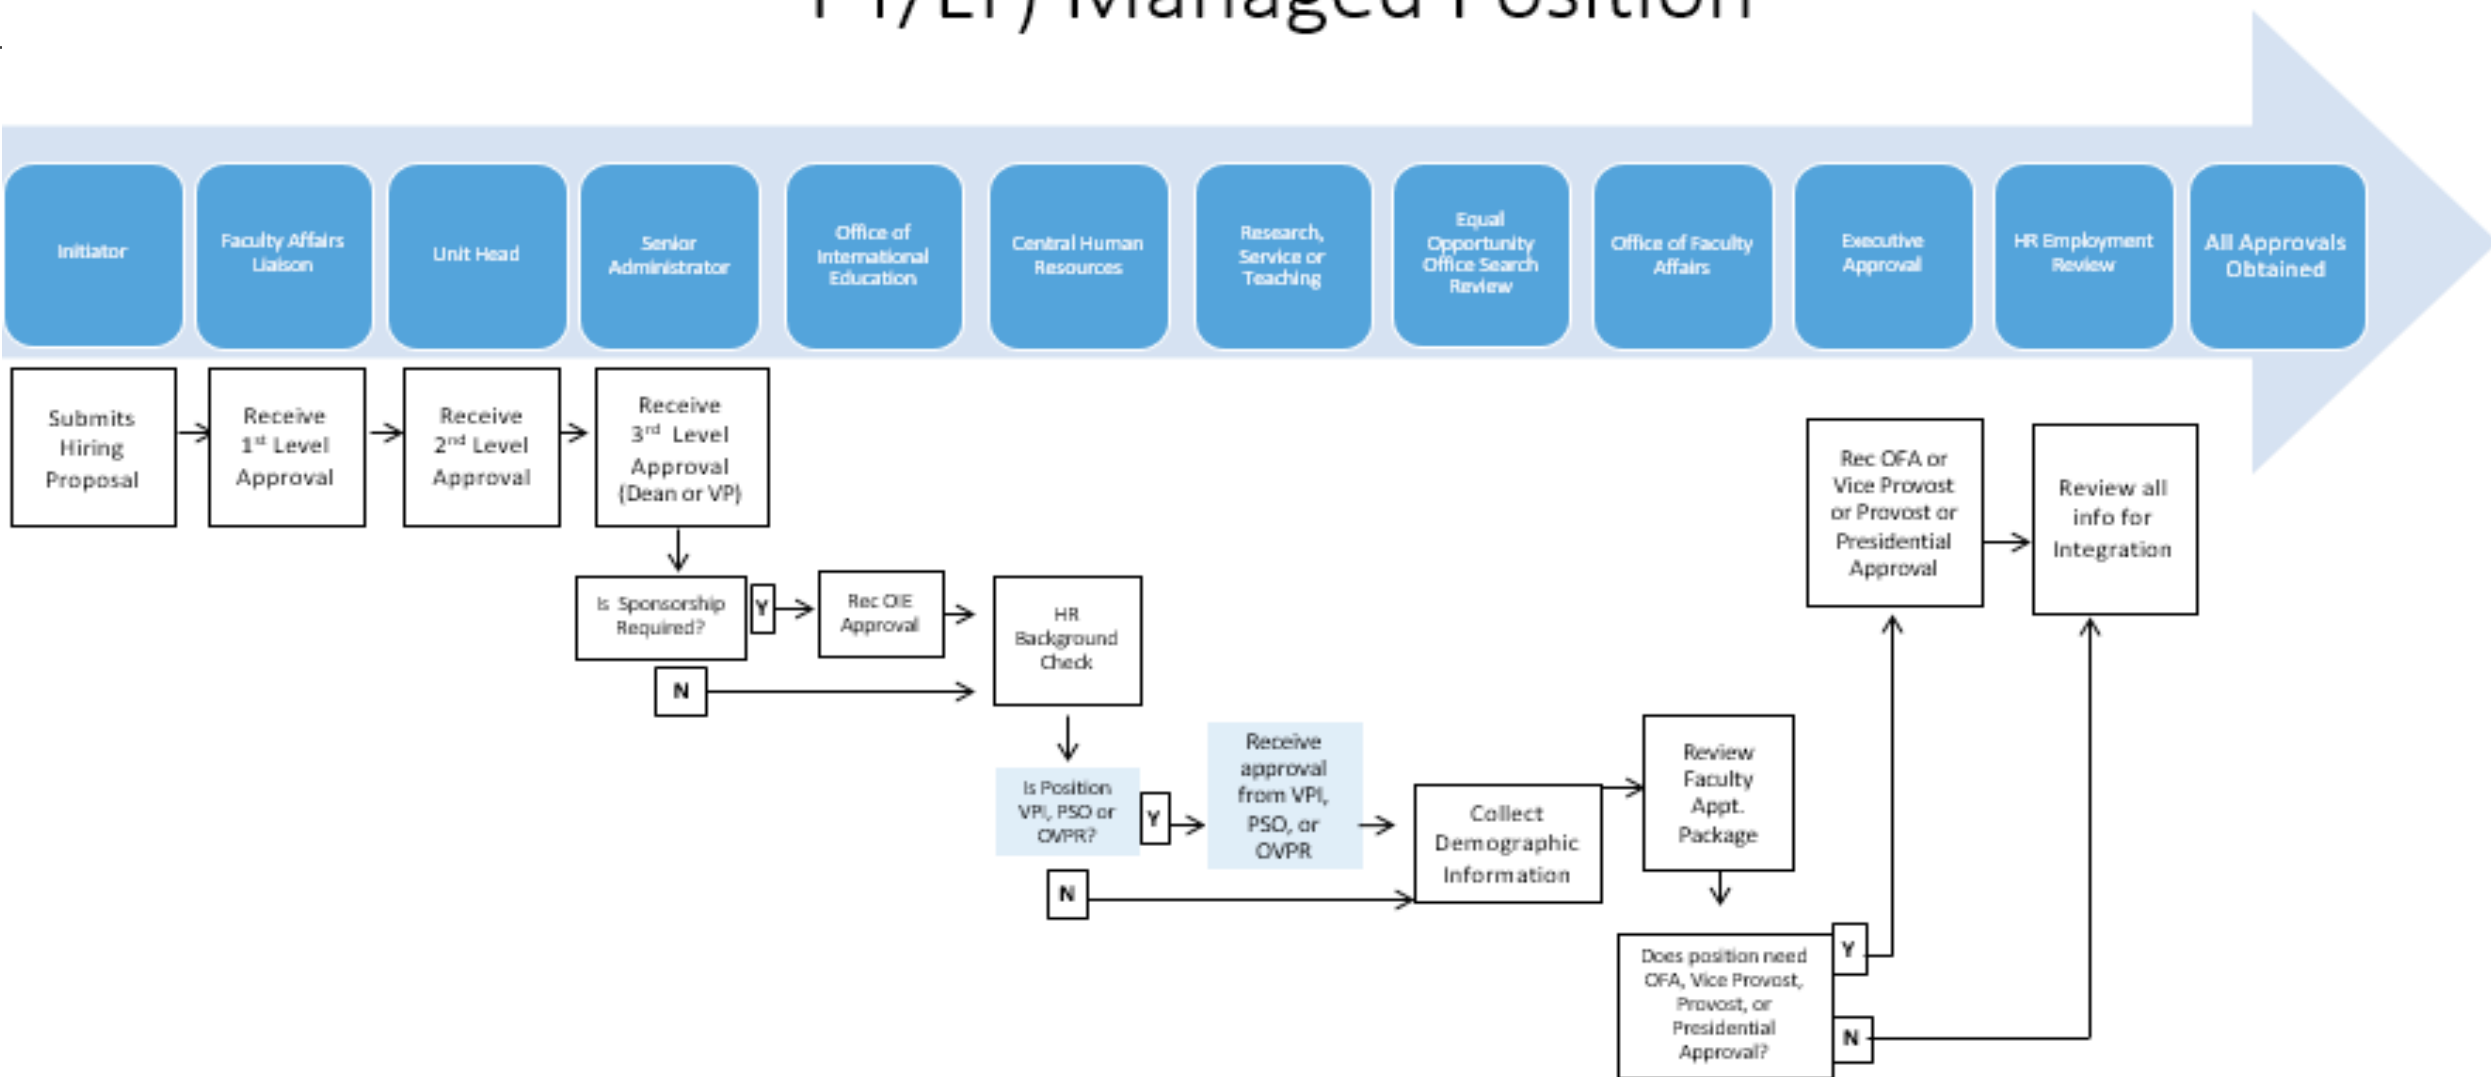 Managed Position
Initiator
Faculty Affairs
Liaison
Unit Head
Senior
Administrator
Office of
International
Education
Central Human
Resources
Research,
Service or
Teaching
Equal
Opportunity
Office Search
Review
Office of Faculty
Affairs
Executive
Approval
HR Employment
Review
All Approvals
Obtained
Submits
Hiring
Proposal
Receive
1st Level
Approval
Receive
2nd Level
Approval
Receive
3rd Level
Approval
(Dean or VP)
Is Sponsorship
Required?
Y
N
Rec OIE
Approval
HR
Background
Check
Is Position
VPI, PSO or
OVPR?
Y
N
Receive
approval
from VPI,
PSO, or
OVPR
Collect
Demographic
Information
Review
Faculty
Appt.
Package
Does position need
OFA, Vice Provost,
Provost, or
Presidential
Approval?
Y
N
Rec OFA or
Vice Provost
or Provost or
Presidential
Approval
Review all
info for
Integration